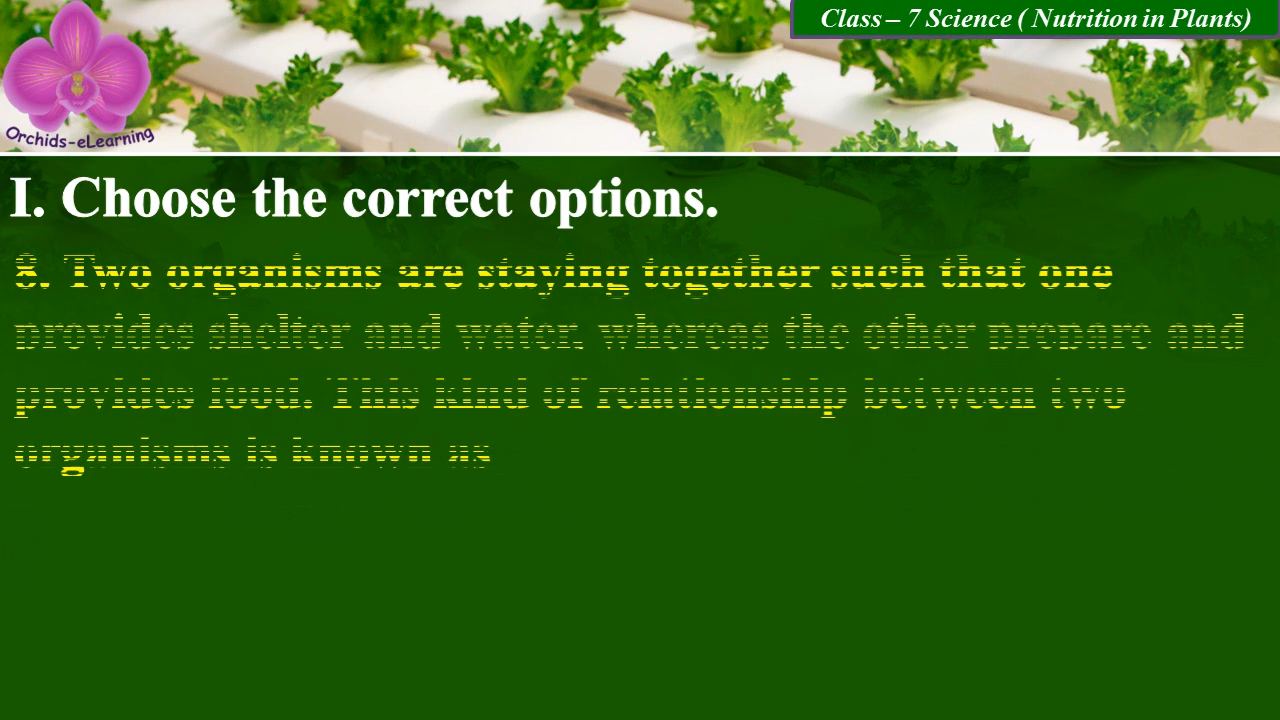 Class – 7 Science ( Nutrition in Plants)
Orchids-eLearning
I. Choose the correct options.
8. Two organisms are staying together such that one
provides shelter and water, whereas the other prepare and
provides food. This kind of relationship between two
organisms is known as